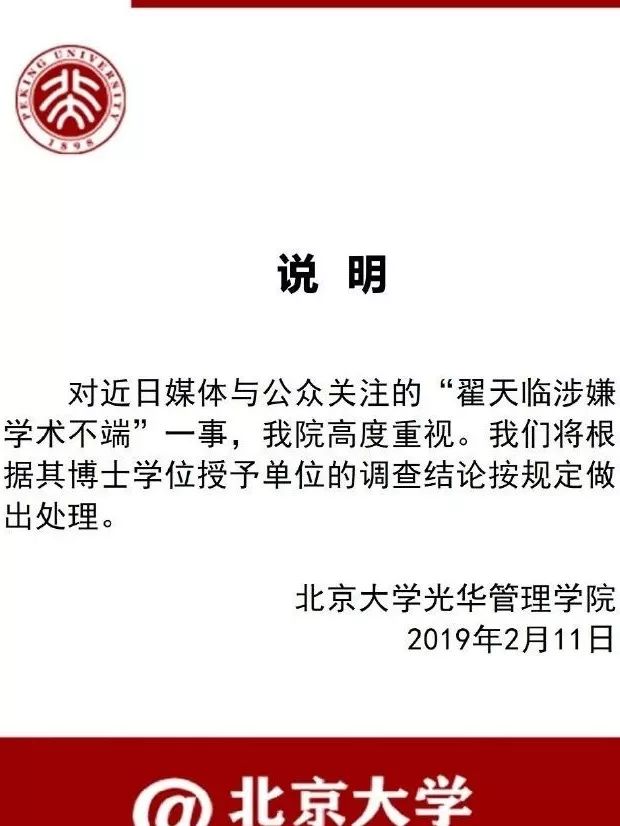 PEKING UNIVERSITY
1898
说 明
对近日媒体与公众关注的“翟天临涉嫌
学术不端”一事，我院高度重视。我们将根
据其博士学位授予单位的调查结论按规定做
出处理。
北京大学光华管理学院
2019年2月11日
@北京大学